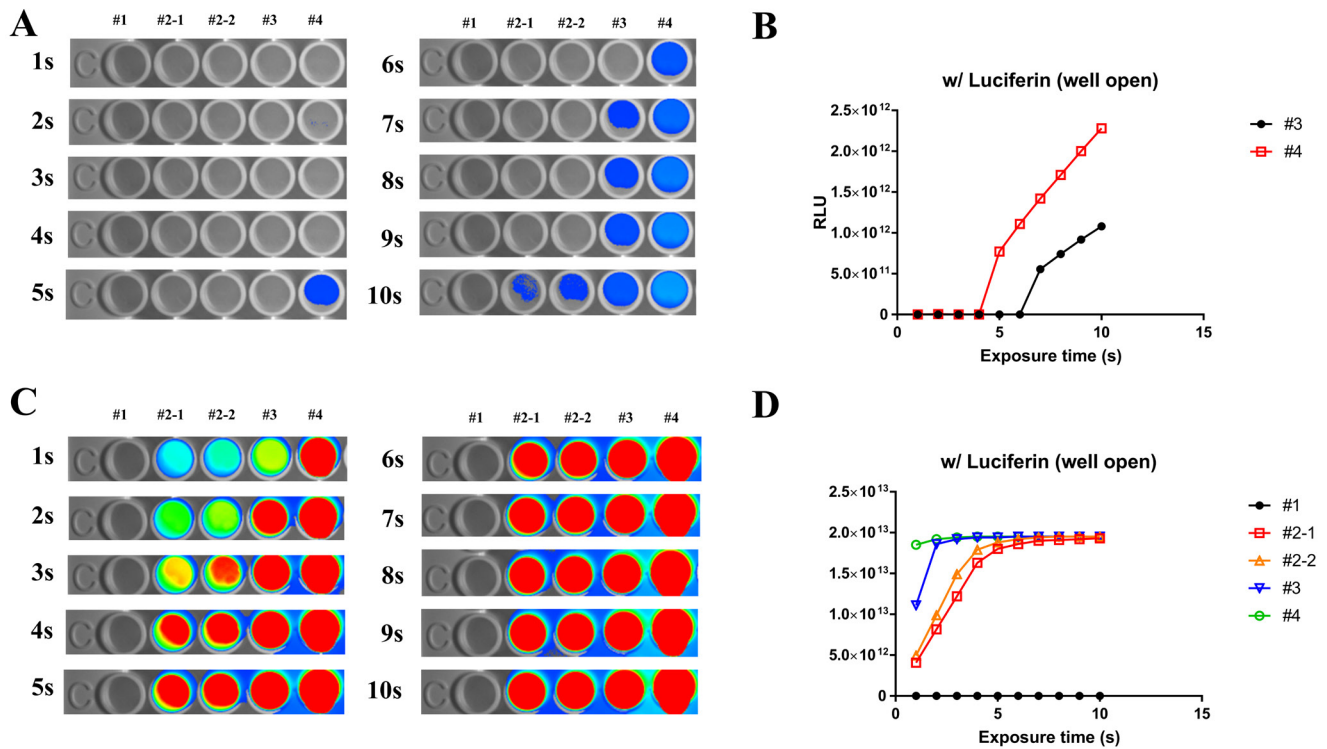 A
#1 #2-1 #2-2 #3 #4
1s
2s
3s
4s
5s
#1 #2-1 #2-2 #3 #4
6s
7s
8s
9s
10s
C
C
C
C
C
C
C
C
C
C
B
w/ Luciferin (well open)
2.5×10¹²
2.0×10¹²
1.5×10¹²
1.0×10¹²
5.0×10¹¹
0
RLU
0 5 10 15
Exposure time (s)
#3
#4
C
#1 #2-1 #2-2 #3 #4
1s
2s
3s
4s
5s
#1 #2-1 #2-2 #3 #4
6s
7s
8s
9s
10s
C
C
C
C
C
C
C
C
C
C
D
w/ Luciferin (well open)
2.5×10¹³
2.0×10¹³
1.5×10¹³
1.0×10¹³
5.0×10¹²
0
0 5 10 15
Exposure time (s)
#1
#2-1
#2-2
#3
#4